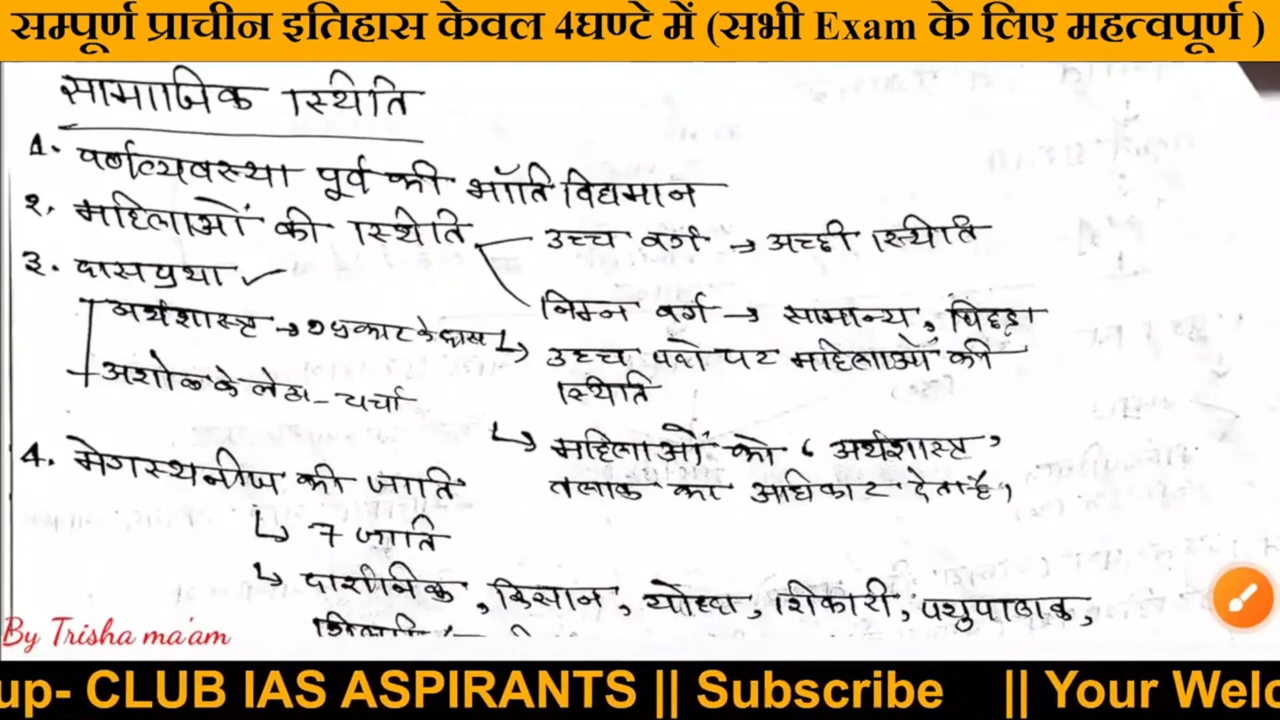 सम्पूर्ण प्राचीन इतिहास केवल 4घण्टे में (सभी Exam के लिए महत्वपूर्ण )
सामाजिक स्थिति
1. वर्णव्यवस्था पूर्व की भाँति विद्यमान
2. महिलाओं की स्थिति
उच्च वर्ग → अच्छी स्थिति
निम्न वर्ग → सामान्य, पिछड़ा
↳ उच्च पदो पर महिलाओं की
स्थिति
↳ महिलाओं को ‘ अर्थशास्त्र ’
तलाक का अधिकार देता है।
3. दासप्रथा ✓
अर्थशास्त्र → 9 प्रकार के दास
अशोक के लेख - चर्चा
4. मेगस्थनीज की जाति
↳ 7 जाति
↳ दार्शनिक, किसान, योद्धा, शिकारी, पशुपालक,
By Trisha ma'am
up- CLUB IAS ASPIRANTS || Subscribe || Your Welc